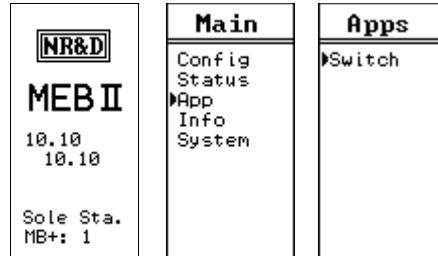 NR&D
MEB II
10.10
10.10
Sole Sta.
MB+: 1
Main
Config
Status
App
Info
System
Apps
Switch